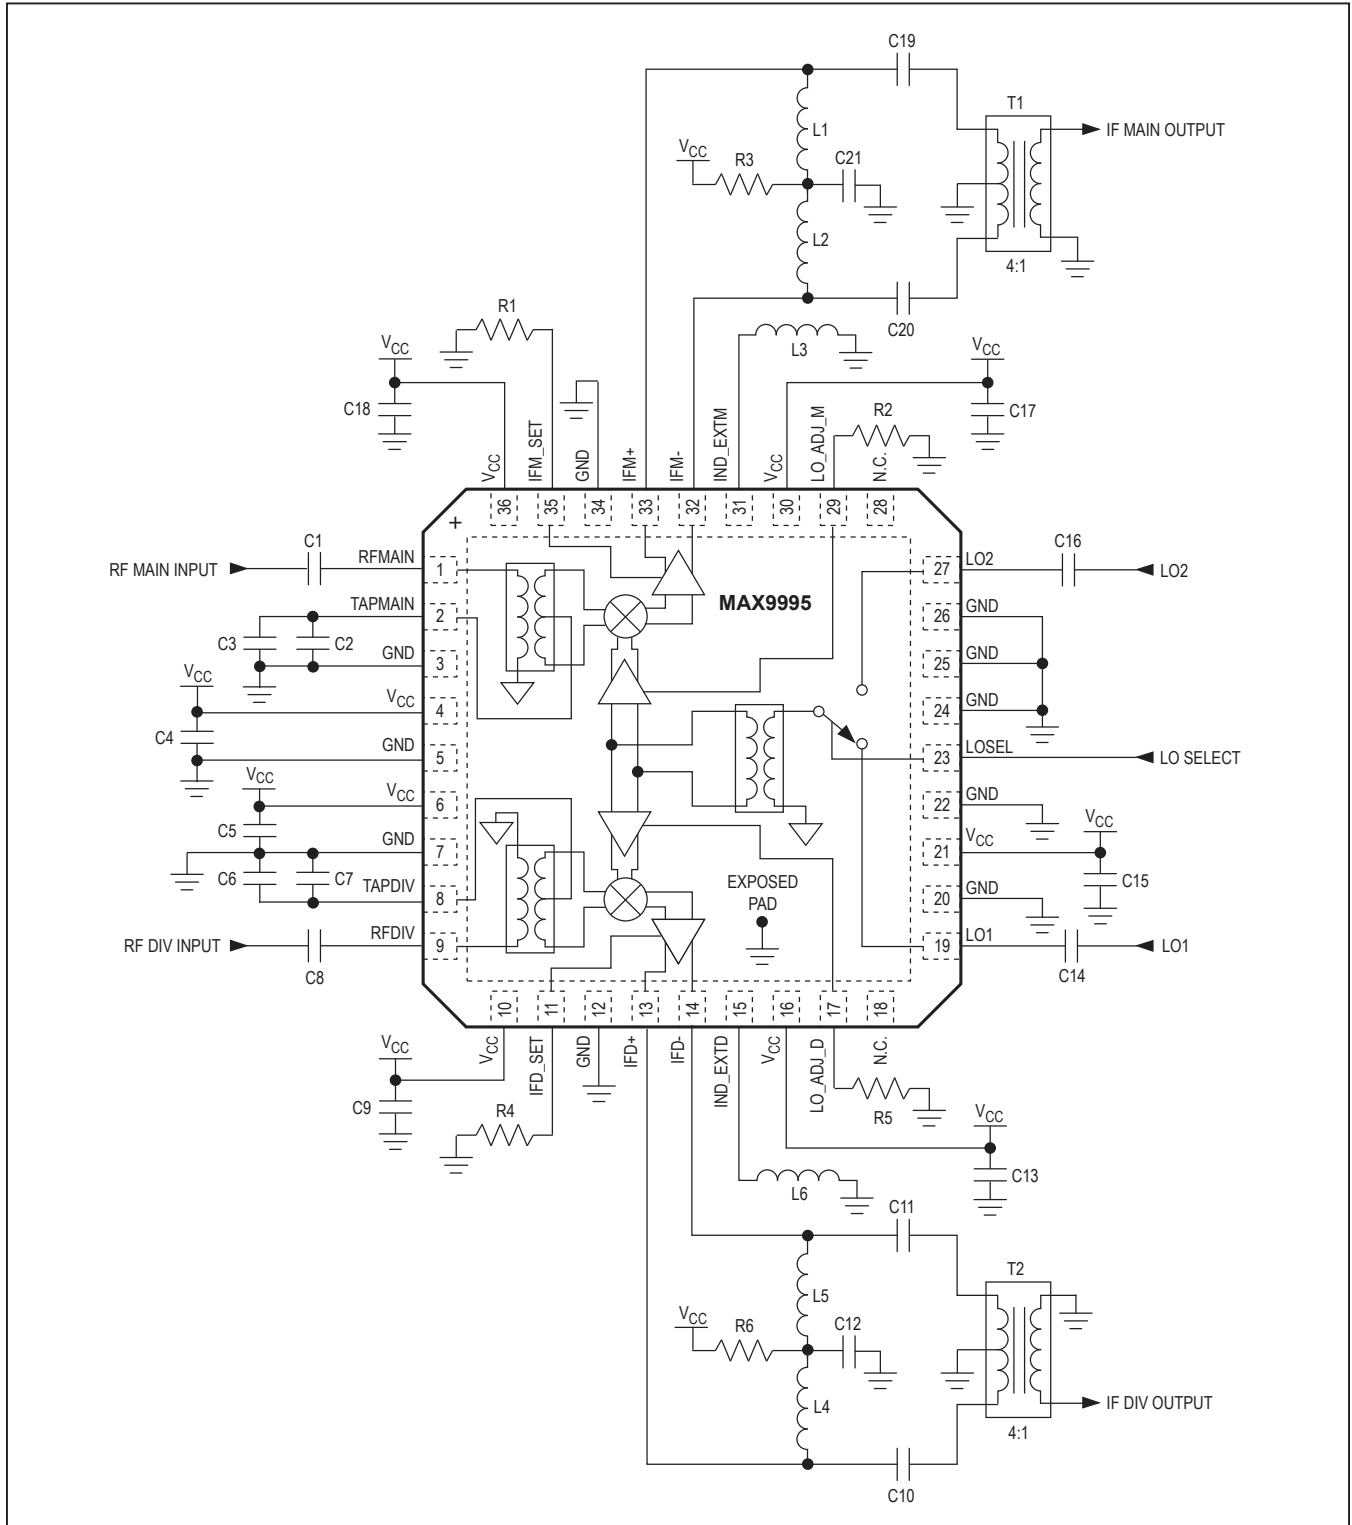 C19
T1
IF MAIN OUTPUT
L1
VCC
R3
C21
L2
4:1
C20
R1
L3
VCC
C18
VCC
C17
R2
VCC
IFM_SET
GND
IFM+
IFM-
IND_EXTM
VCC
LO_ADJ_M
N.C.
36
35
34
33
32
31
30
29
28
+
MAX9995
RF MAIN INPUT
C1
RFMAIN
1
TAPMAIN
2
C3
C2
GND
3
VCC
VCC
4
C4
GND
5
VCC
VCC
6
C5
GND
7
C6
C7
TAPDIV
8
RF DIV INPUT
C8
RFDIV
9
EXPOSED
PAD
27
LO2
C16
LO2
26
GND
25
GND
24
GND
23
LOSEL
LO SELECT
22
GND
21
VCC
VCC
C15
20
GND
19
LO1
C14
LO1
10
11
12
13
14
15
16
17
18
VCC
IFD_SET
GND
IFD+
IFD-
IND_EXTD
VCC
LO_ADJ_D
N.C.
VCC
C9
R4
R5
VCC
C13
L6
C11
T2
L5
VCC
R6
C12
L4
IF DIV OUTPUT
4:1
C10